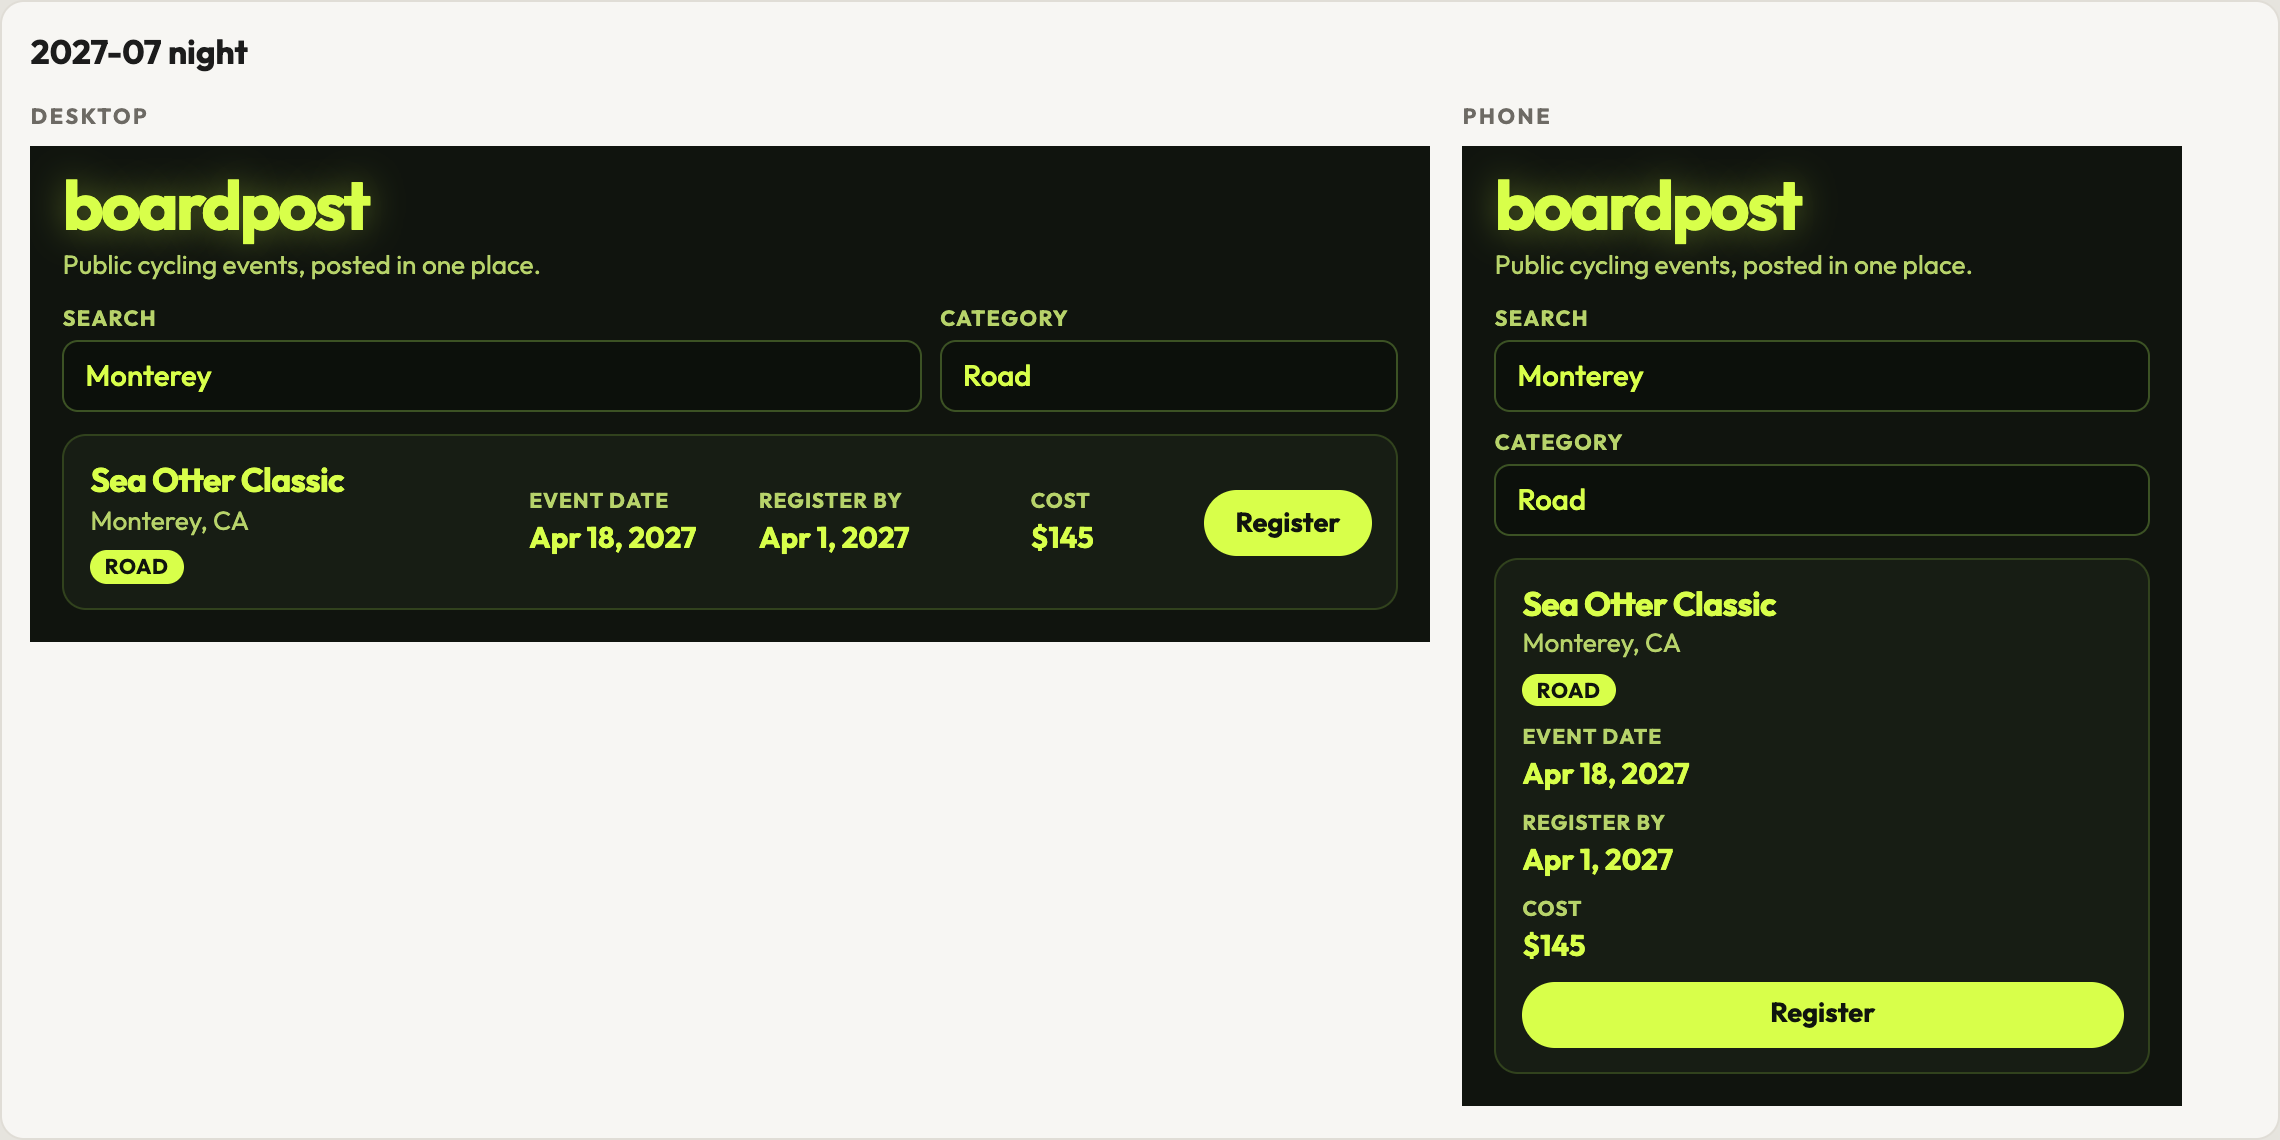 2027-07 night
DESKTOP
boardpost
Public cycling events, posted in one place.
SEARCH
Monterey
CATEGORY
Road
Sea Otter Classic
Monterey, CA
ROAD
EVENT DATE
Apr 18, 2027
REGISTER BY
Apr 1, 2027
COST
$145
Register
PHONE
boardpost
Public cycling events, posted in one place.
SEARCH
Monterey
CATEGORY
Road
Sea Otter Classic
Monterey, CA
ROAD
EVENT DATE
Apr 18, 2027
REGISTER BY
Apr 1, 2027
COST
$145
Register